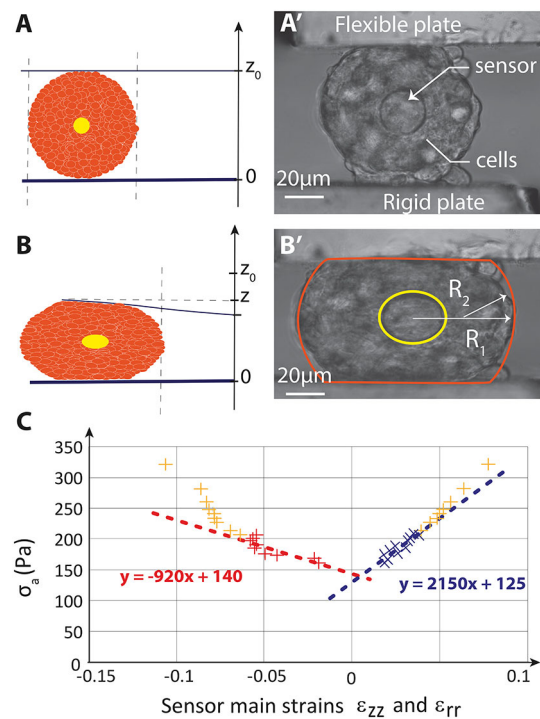 A
z₀
0
A′
Flexible plate
sensor
cells
20μm
Rigid plate
B
z₀
z
0
B′
R₂
R₁
20μm
C
350
300
250
200
150
100
50
0
σₐ (Pa)
y = -920x + 140
y = 2150x + 125
-0.15
-0.1
-0.05
0
0.05
0.1
Sensor main strains ε_zz and ε_rr